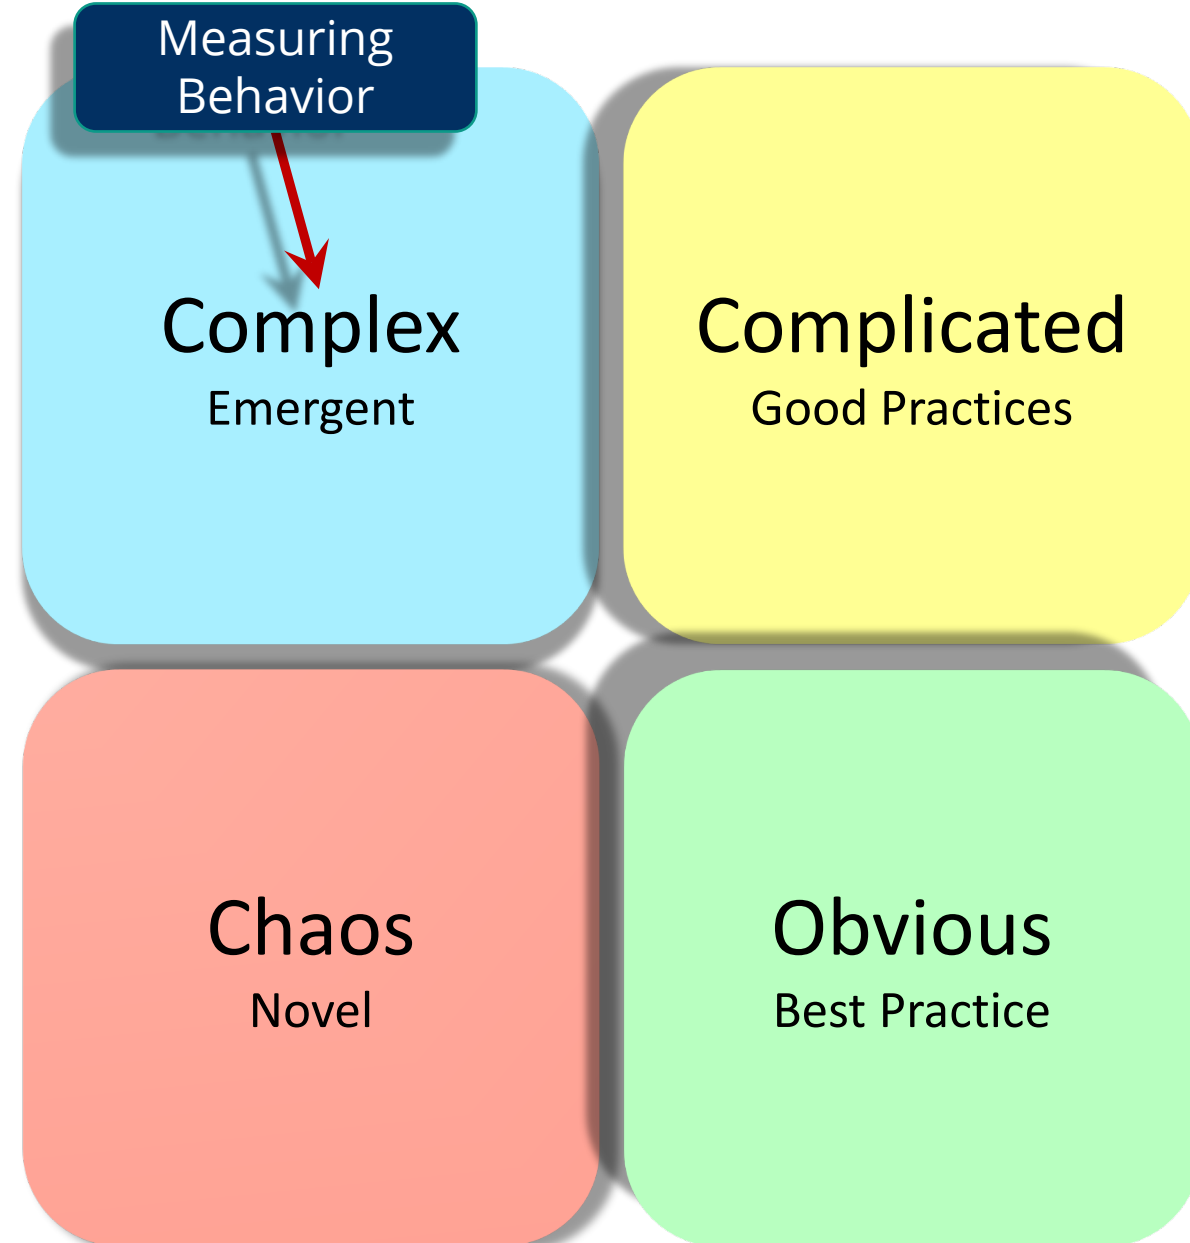 Measuring
Behavior
Complex
Emergent
Complicated
Good Practices
Chaos
Novel
Obvious
Best Practice